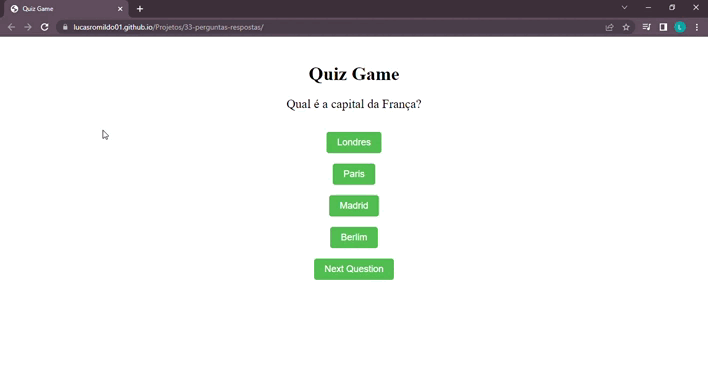 Quiz Game
lucasromildo01.github.io/Projetos/33-perguntas-respostas/
L
Quiz Game
Qual é a capital da França?
Londres
Paris
Madrid
Berlim
Next Question